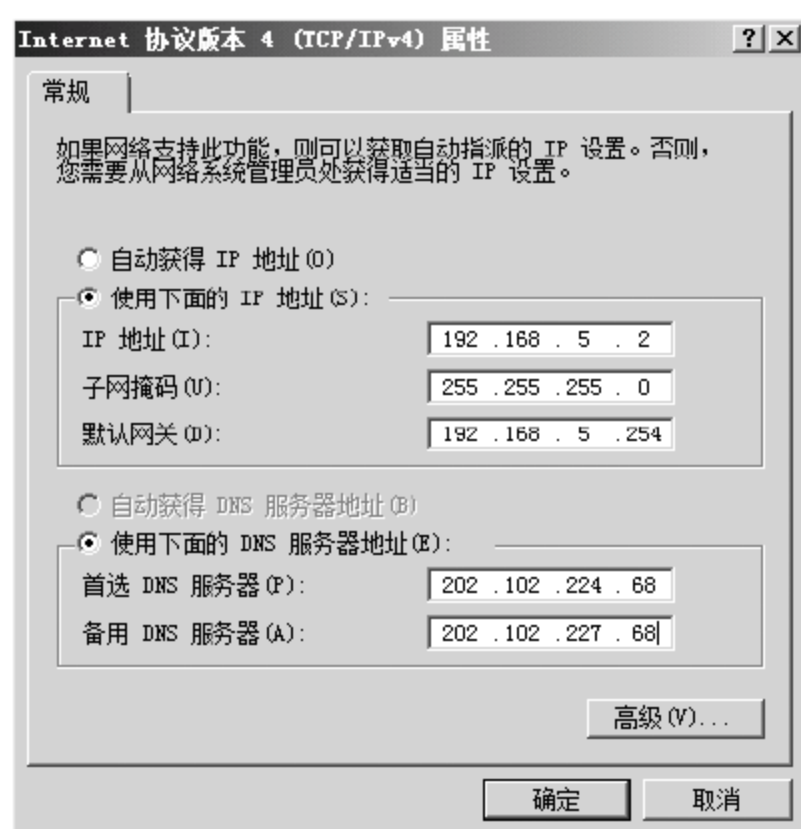 Internet 协议版本 4 (TCP/IPv4) 属性
? X
常规
如果网络支持此功能，则可以获取自动指派的 IP 设置。否则，
您需要从网络系统管理员处获得适当的 IP 设置。
自动获得 IP 地址(O)
使用下面的 IP 地址(S):
IP 地址(I): 192 .168 . 5 . 2
子网掩码(U): 255 .255 .255 . 0
默认网关(D): 192 .168 . 5 .254
自动获得 DNS 服务器地址(B)
使用下面的 DNS 服务器地址(E):
首选 DNS 服务器(P): 202 .102 .224 . 68
备用 DNS 服务器(A): 202 .102 .227 . 68
高级(V)...
确定 取消